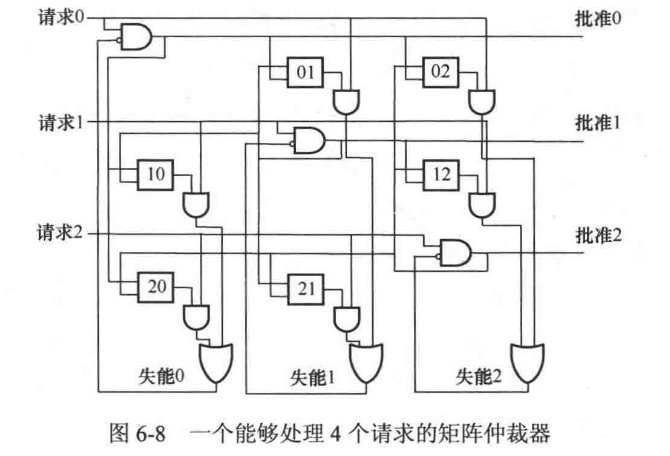 请求0
批准0
01
02
请求1
批准1
10
12
请求2
批准2
20
21
失能0
失能1
失能2
图 6-8 一个能够处理 4 个请求的矩阵仲裁器